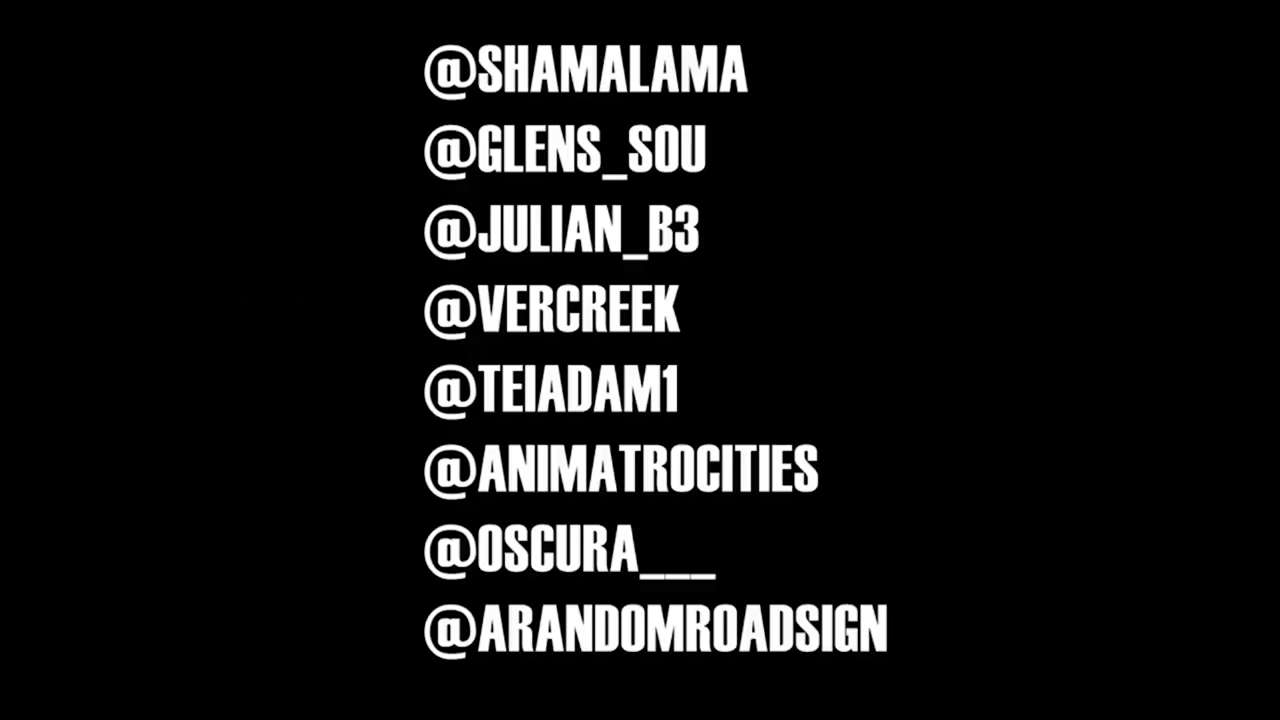 @SHAMALAMA
@GLENS_SOU
@JULIAN_B3
@VERCREEK
@TEIADAM1
@ANIMATROCITIES
@OSCURA___
@ARANDOMROADSIGN